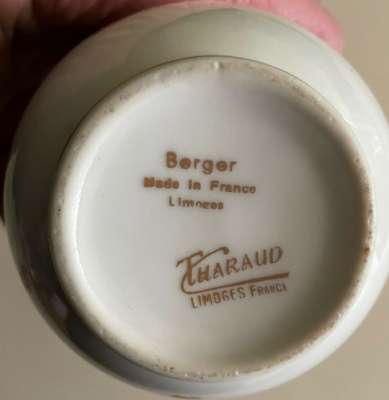 Berger
Made in France
Limoges
THARAUD
LIMOGES FRANCE